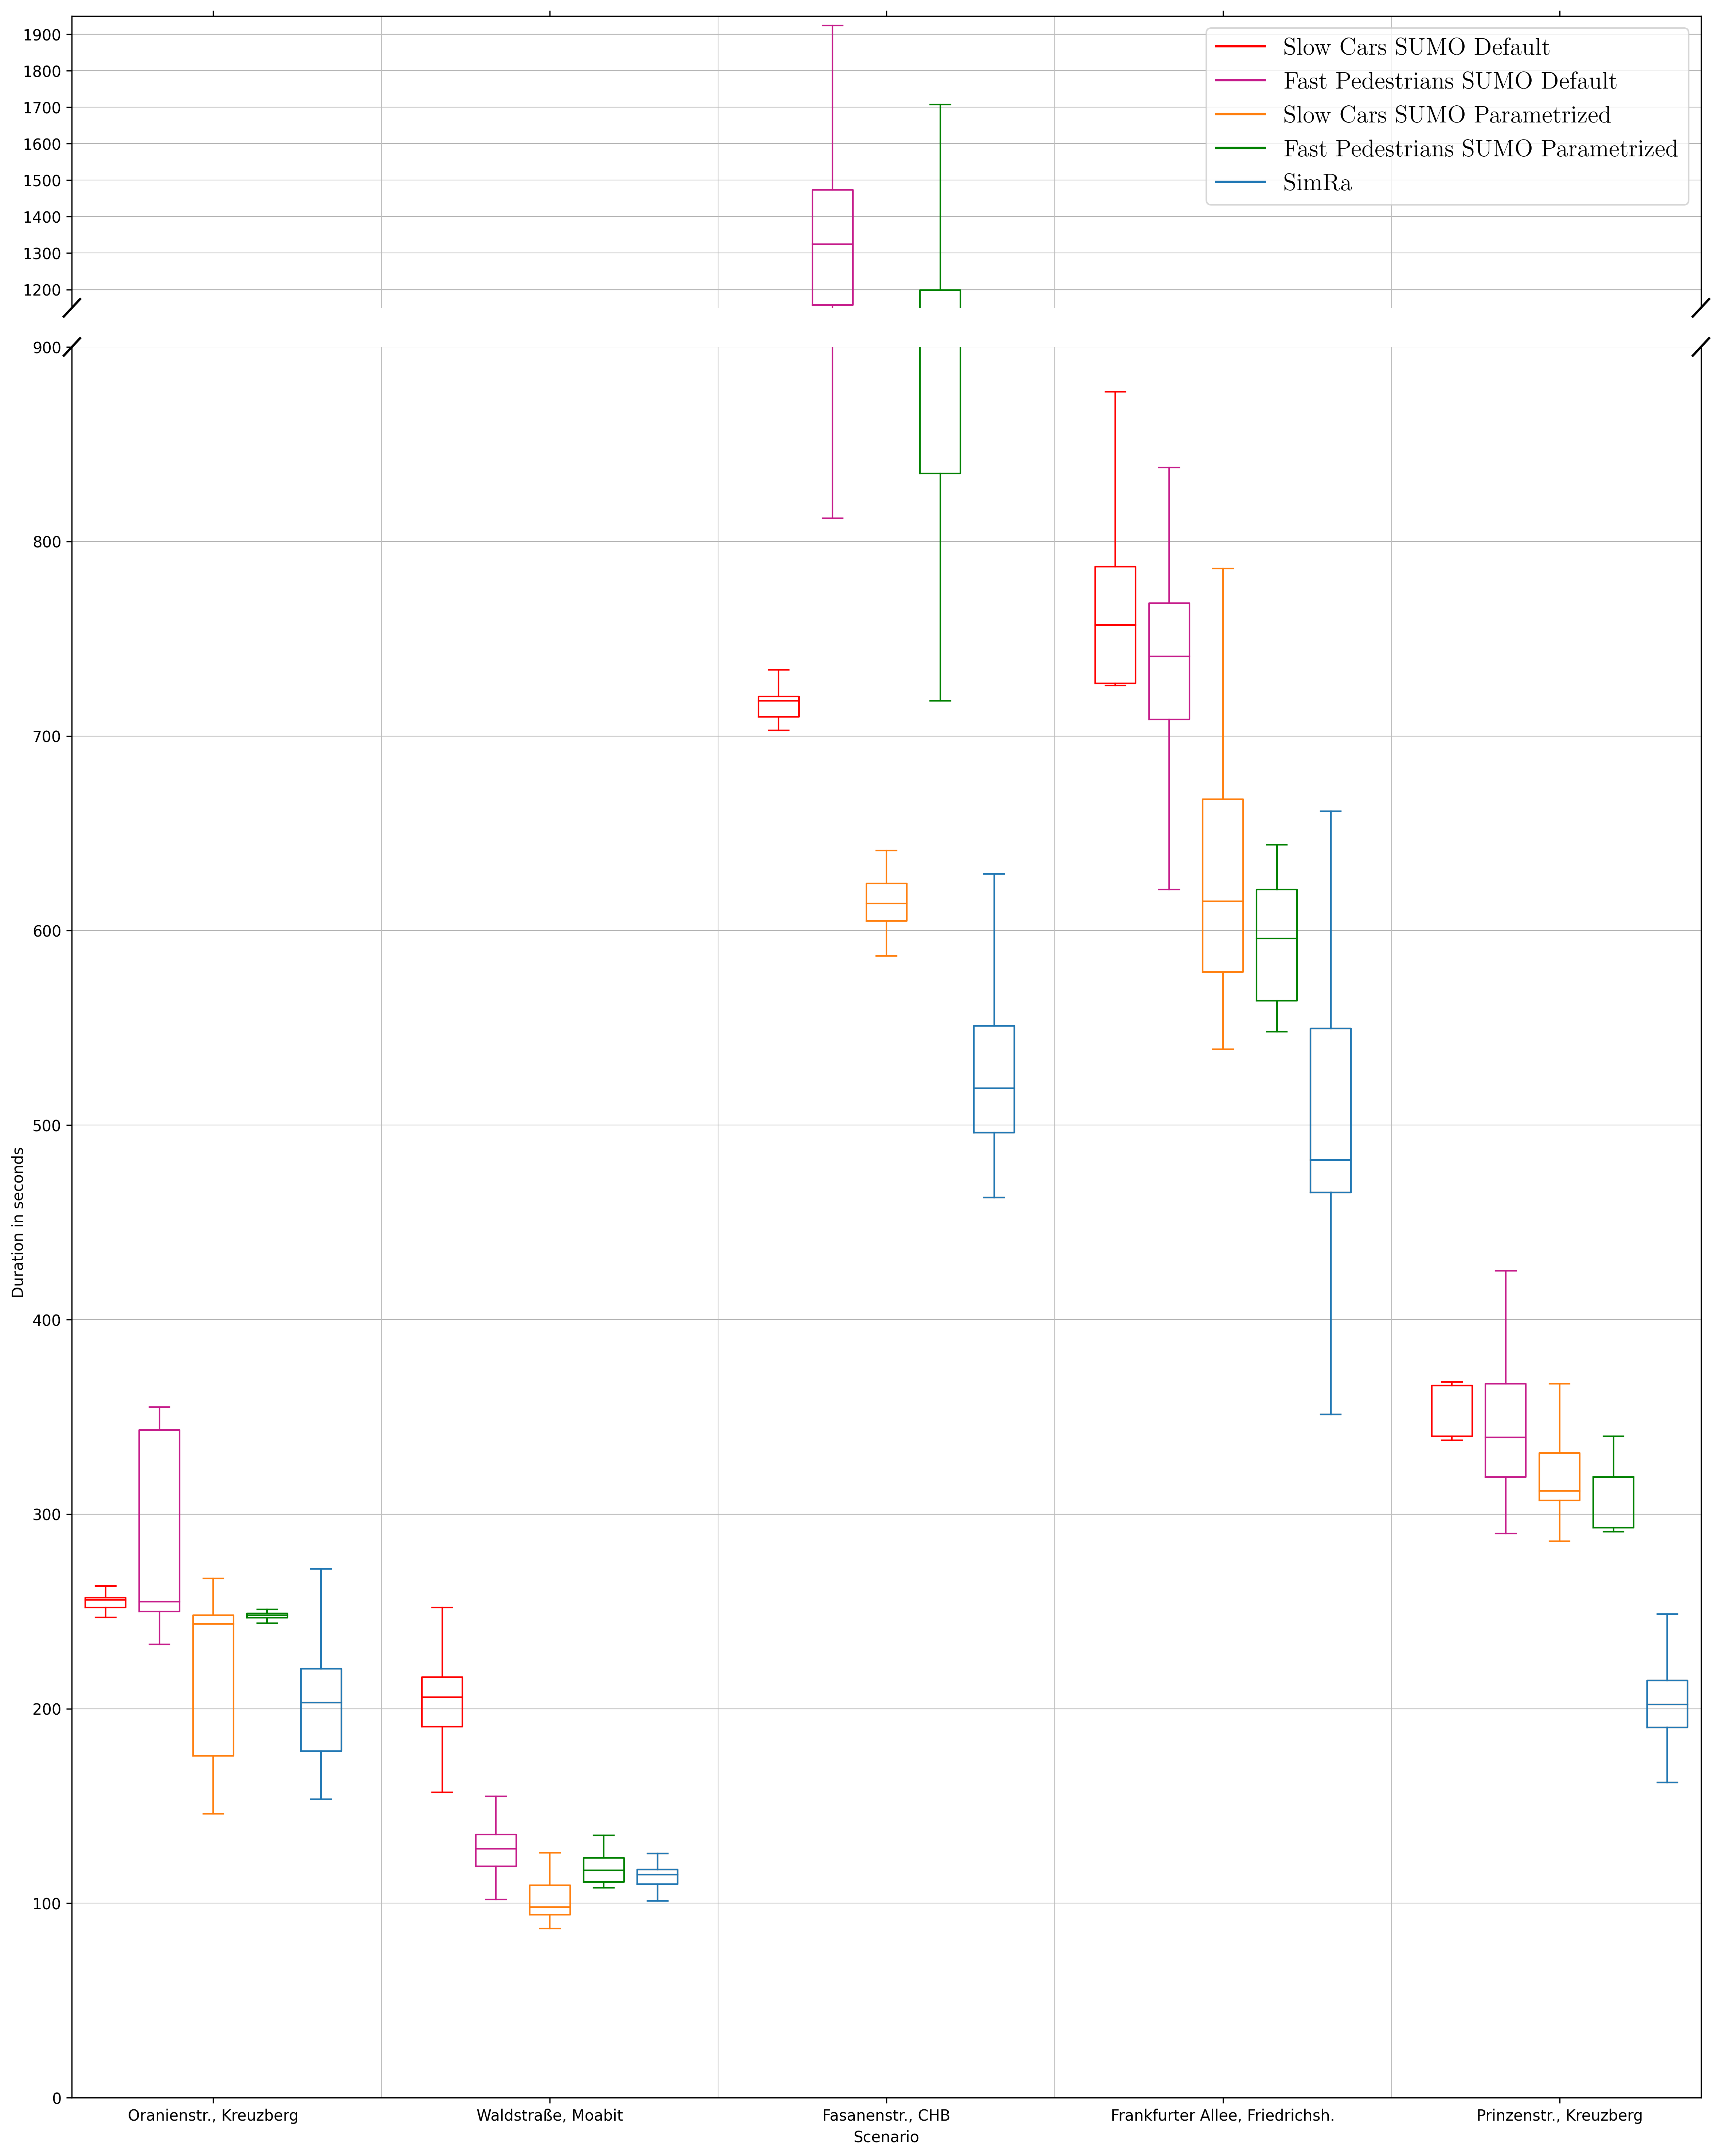 1900
1800
1700
1600
1500
1400
1300
1200
Slow Cars SUMO Default
Fast Pedestrians SUMO Default
Slow Cars SUMO Parametrized
Fast Pedestrians SUMO Parametrized
SimRa
900
800
700
600
500
400
300
200
100
0
Duration in seconds
Oranienstr., Kreuzberg
Waldstraße, Moabit
Fasanenstr., CHB
Frankfurter Allee, Friedrichsh.
Prinzenstr., Kreuzberg
Scenario